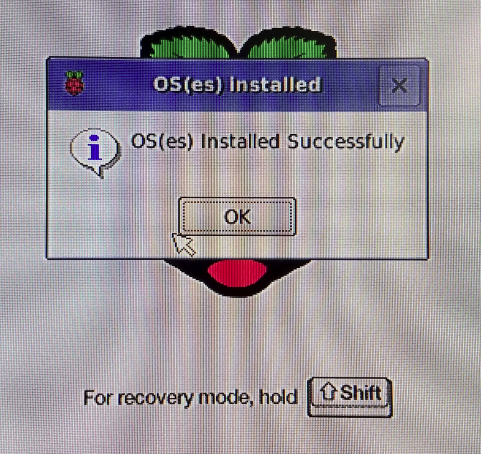 OS(es) installed
OS(es) Installed Successfully
OK
For recovery mode, hold ⇧Shift